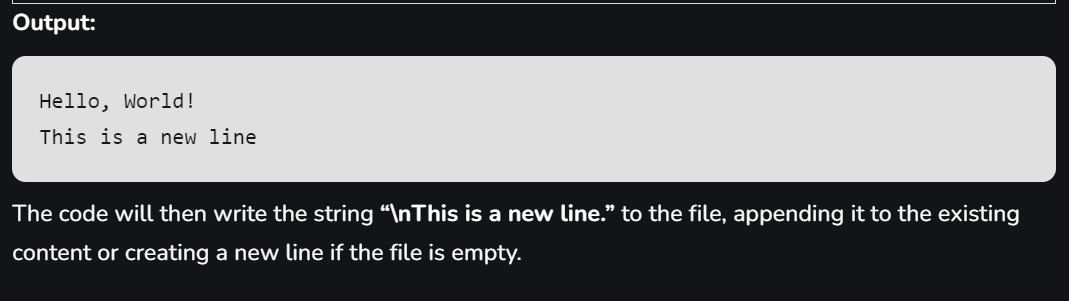 Output:
Hello, World!
This is a new line
The code will then write the string “\nThis is a new line.” to the file, appending it to the existing
content or creating a new line if the file is empty.